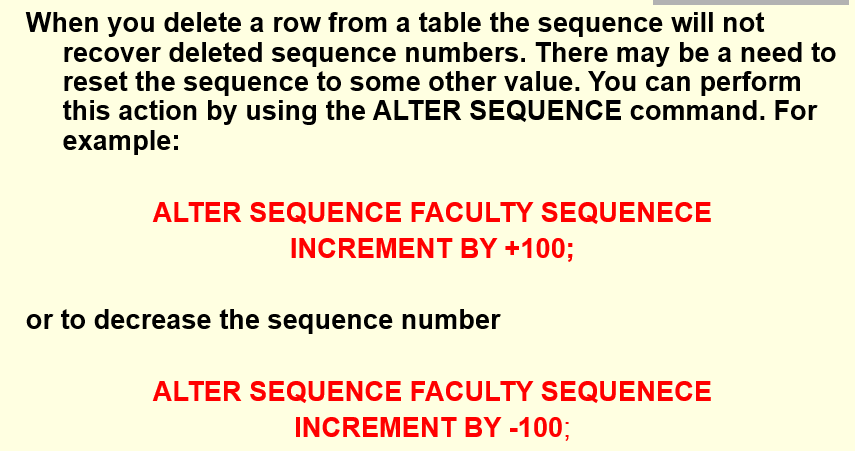 When you delete a row from a table the sequence will not
recover deleted sequence numbers. There may be a need to
reset the sequence to some other value. You can perform
this action by using the ALTER SEQUENCE command. For
example:
ALTER SEQUENCE FACULTY SEQUENECE
INCREMENT BY +100;
or to decrease the sequence number
ALTER SEQUENCE FACULTY SEQUENECE
INCREMENT BY -100;